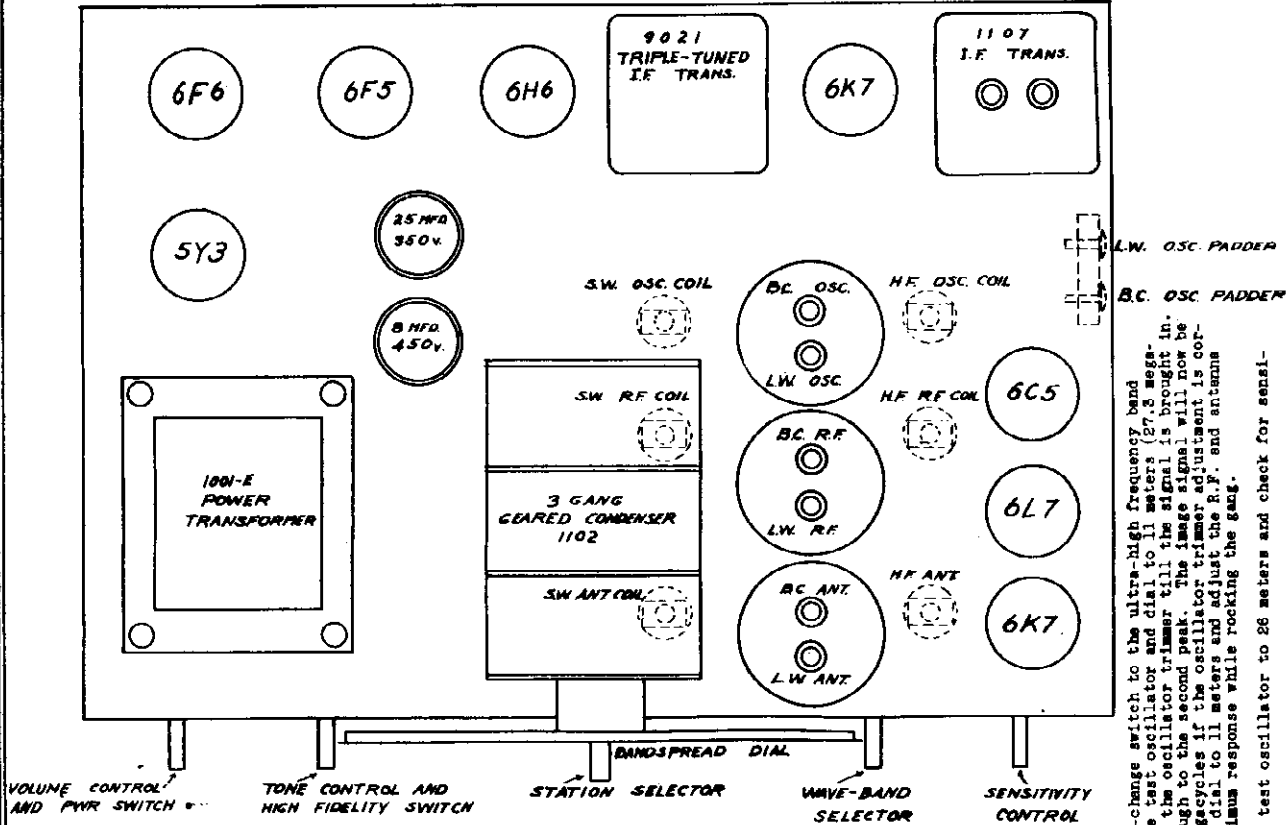 9021
TRIPLE-TUNED
I.F. TRANS.
1107
I.F. TRANS.
6F6
6F5
6H6
6K7
5Y3
25 MFD.
350 v.
8 MFD.
450 v.
L.W. OSC. PADDER
B.C. OSC. PADDER
S.W. OSC. COIL
B.C. OSC.
L.W. OSC.
H.F. OSC. COIL
S.W. R.F. COIL
B.C. R.F.
L.W. R.F.
H.F. R.F. COIL
6C5
1001-E
POWER
TRANSFORMER
3 GANG
GEARED CONDENSER
1102
6L7
S.W. ANT COIL
B.C. ANT.
L.W. ANT.
H.F. ANT
6K7
BANDSPREAD DIAL
VOLUME CONTROL
AND PWR SWITCH
TONE CONTROL AND
HIGH FIDELITY SWITCH
STATION SELECTOR
WAVE-BAND
SELECTOR
SENSITIVITY
CONTROL
-change switch to the ultra-high frequency band
test oscillator and dial to 11 meters (27.3 mega-
the oscillator trimmer till the signal is brought in.
ugh to the second peak. The image signal will now be
gacycles if the oscillator trimmer adjustment is cor-
dial to 11 meters and adjust the R.F. and antenna
imum response while rocking the gang.
test oscillator to 26 meters and check for sensi-